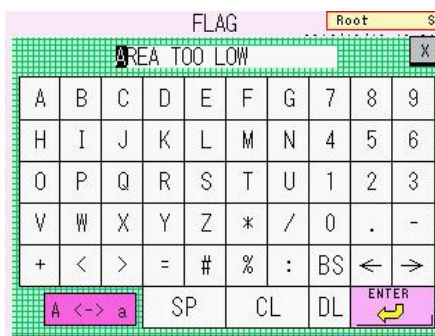 FLAG
Root S
AREA TOO LOW X
A B C D E F G 7 8 9
H I J K L M N 4 5 6
O P Q R S T U 1 2 3
V W X Y Z * / 0 . -
+ < > = # % : BS ← →
A <-> a SP CL DL ENTER